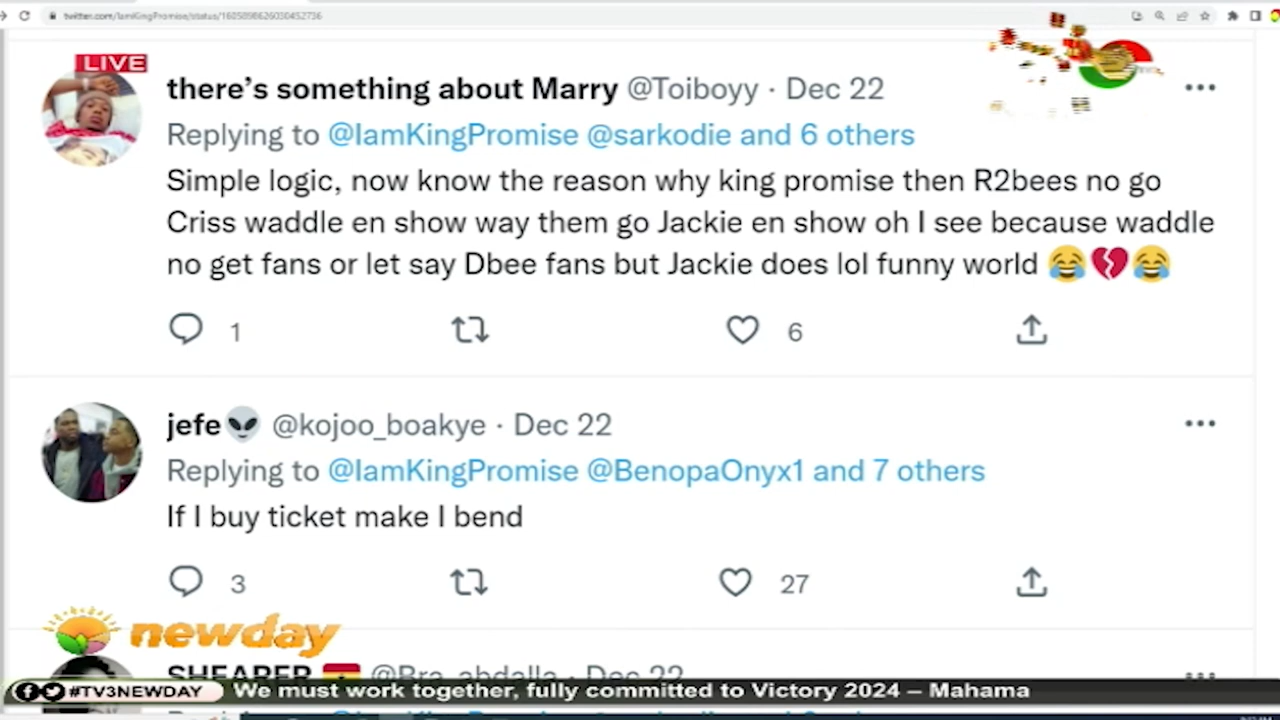 twitter.com/IamKingPromise/status/1605898626030452736
LIVE
there's something about Marry @Toiboyy · Dec 22
Replying to @IamKingPromise @sarkodie and 6 others
Simple logic, now know the reason why king promise then R2bees no go
Criss waddle en show way them go Jackie en show oh I see because waddle
no get fans or let say Dbee fans but Jackie does lol funny world 😂💔😂
1
6
jefe👽 @kojoo_boakye · Dec 22
Replying to @IamKingPromise @BenopaOnyx1 and 7 others
If I buy ticket make I bend
3
27
newday
SHEARER @Bra_abdalla · Dec 22
#TV3NEWDAY We must work together, fully committed to Victory 2024 – Mahama